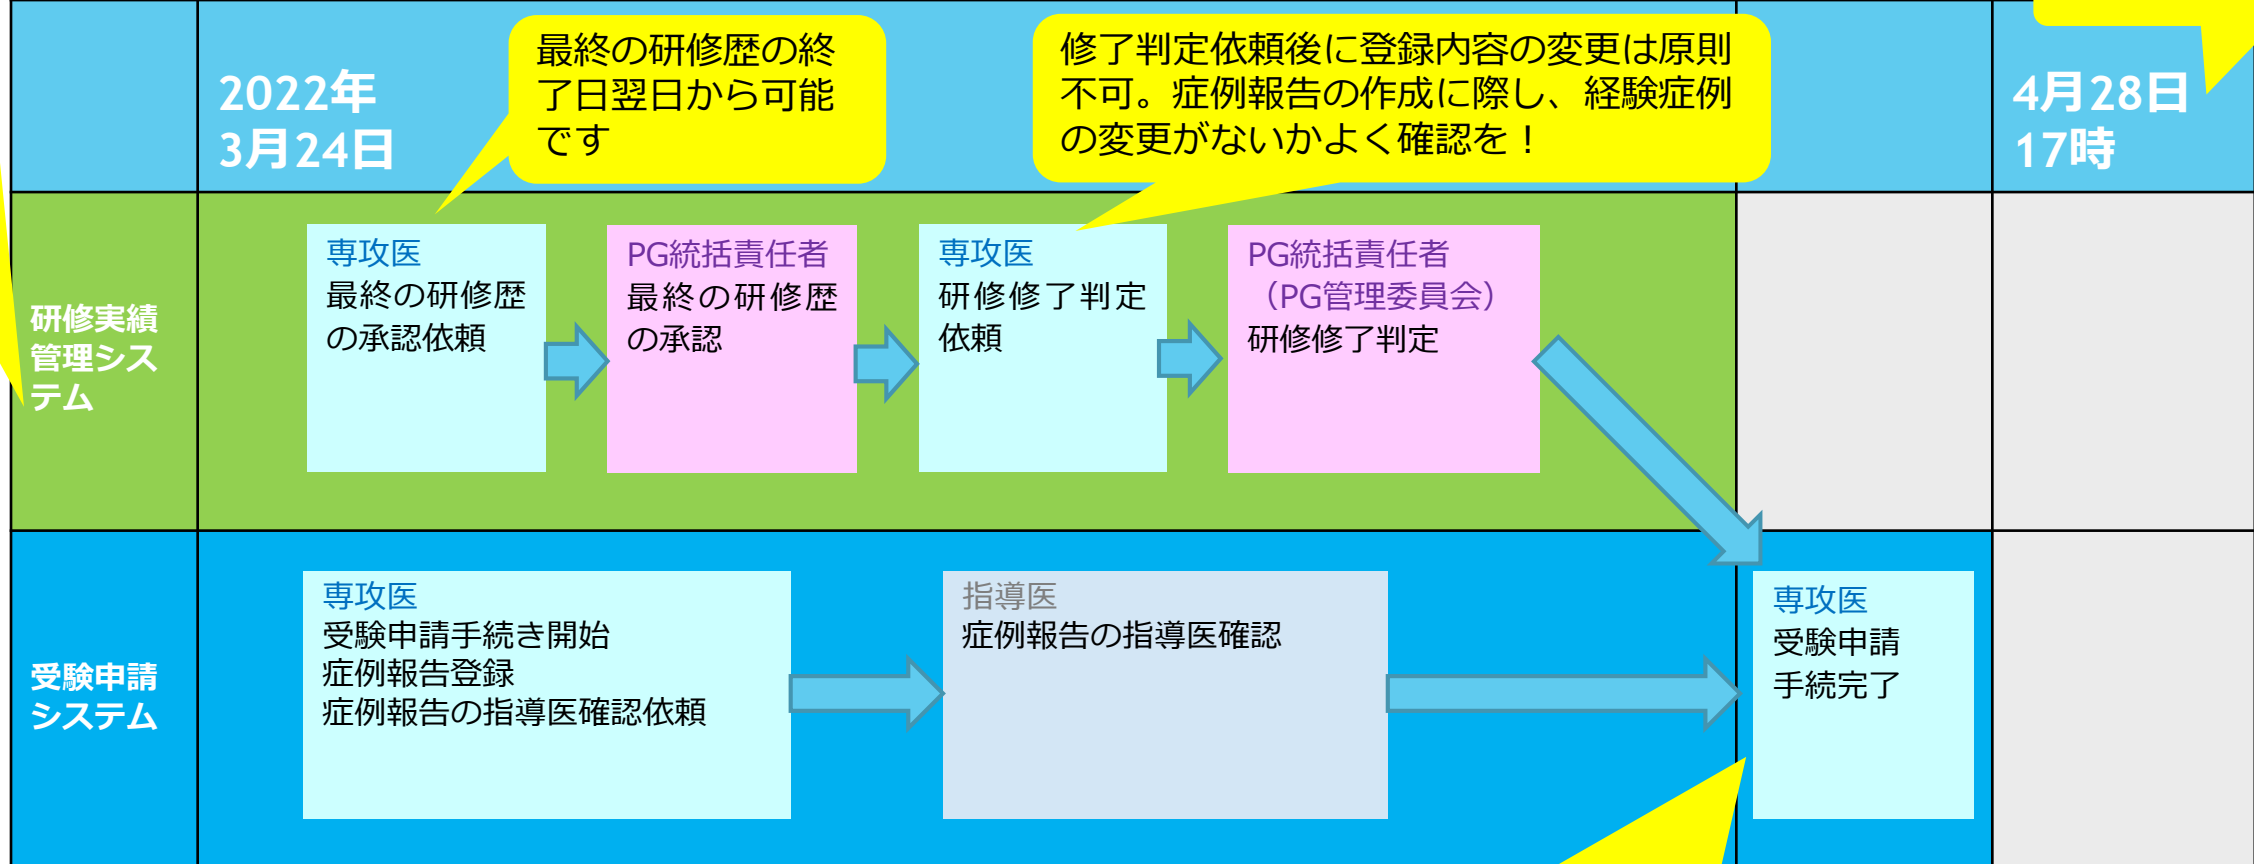 2022年
3月24日
最終の研修歴の終
了日翌日から可能
です
修了判定依頼後に登録内容の変更は原則
不可。症例報告の作成に際し、経験症例
の変更がないかよく確認を！
4月28日
17時
研修実績
管理シス
テム
専攻医
最終の研修歴
の承認依頼
PG統括責任者
最終の研修歴
の承認
専攻医
研修修了判定
依頼
PG統括責任者
（PG管理委員会）
研修修了判定
受験申請
システム
専攻医
受験申請手続き開始
症例報告登録
症例報告の指導医確認依頼
指導医
症例報告の指導医確認
専攻医
受験申請
手続完了